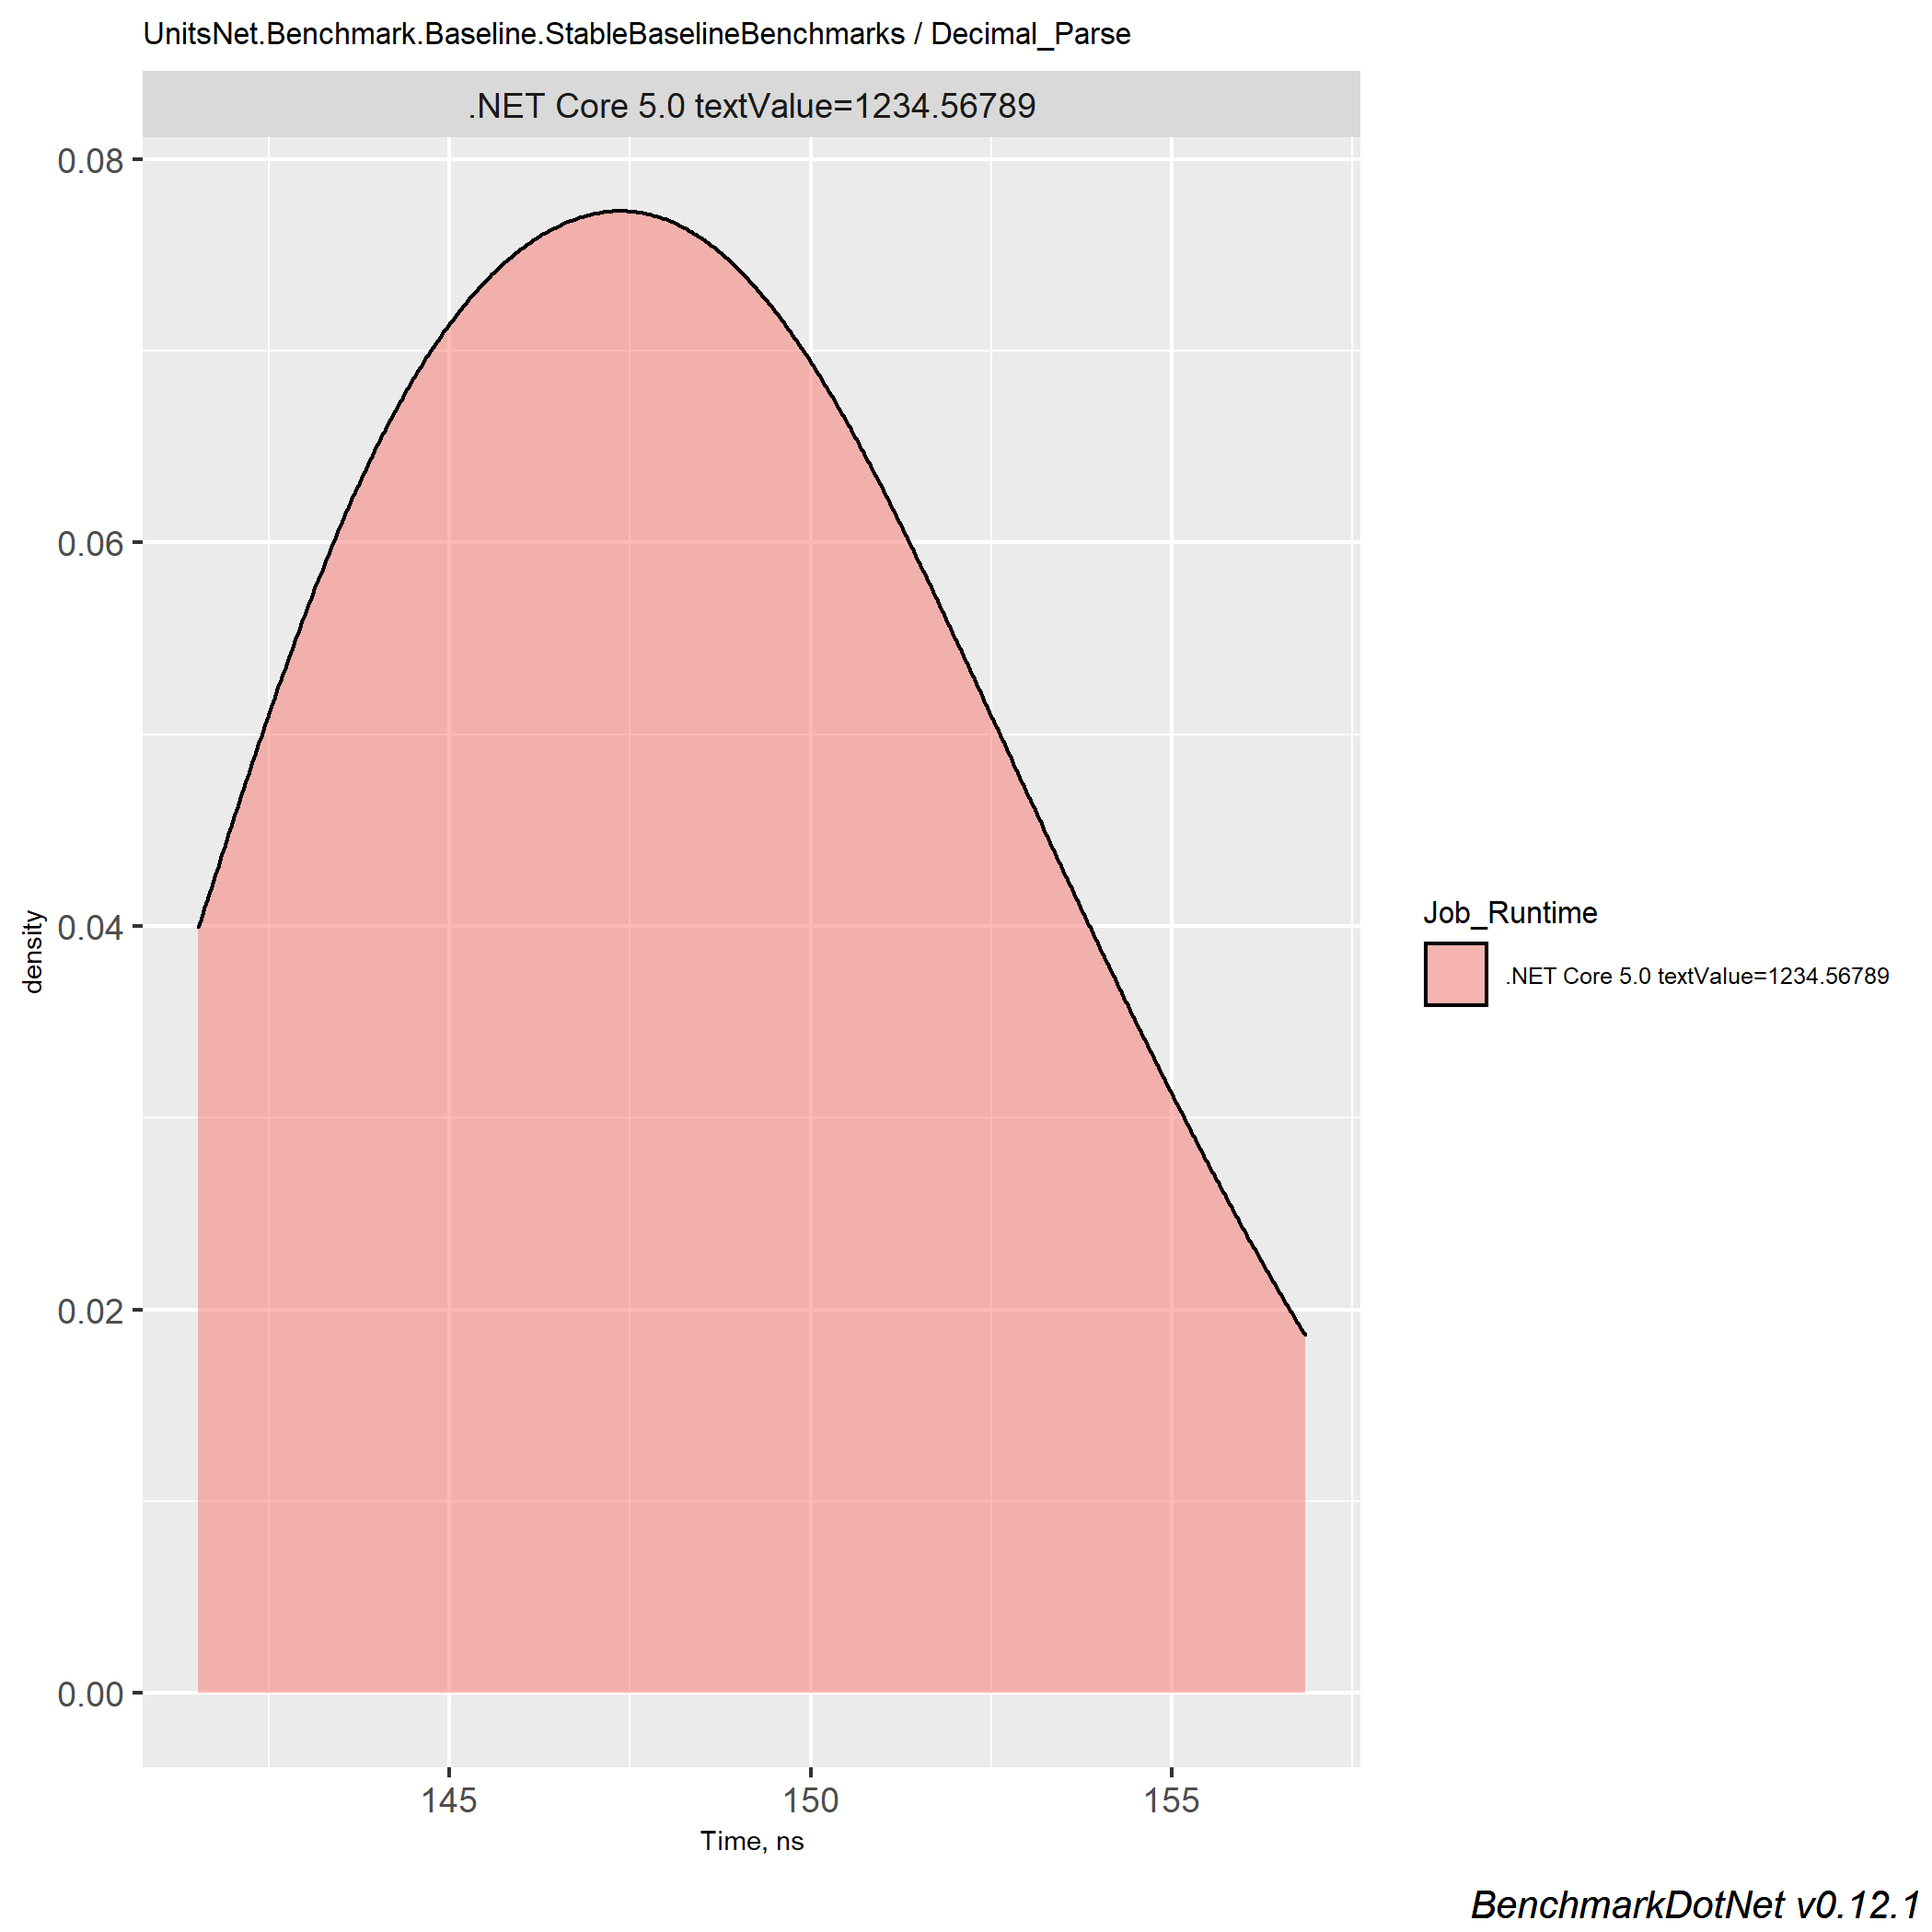 UnitsNet.Benchmark.Baseline.StableBaselineBenchmarks / Decimal_Parse
.NET Core 5.0 textValue=1234.56789
0.08
0.06
0.04
0.02
0.00
density
145 150 155
Time, ns
Job_Runtime
.NET Core 5.0 textValue=1234.56789
BenchmarkDotNet v0.12.1